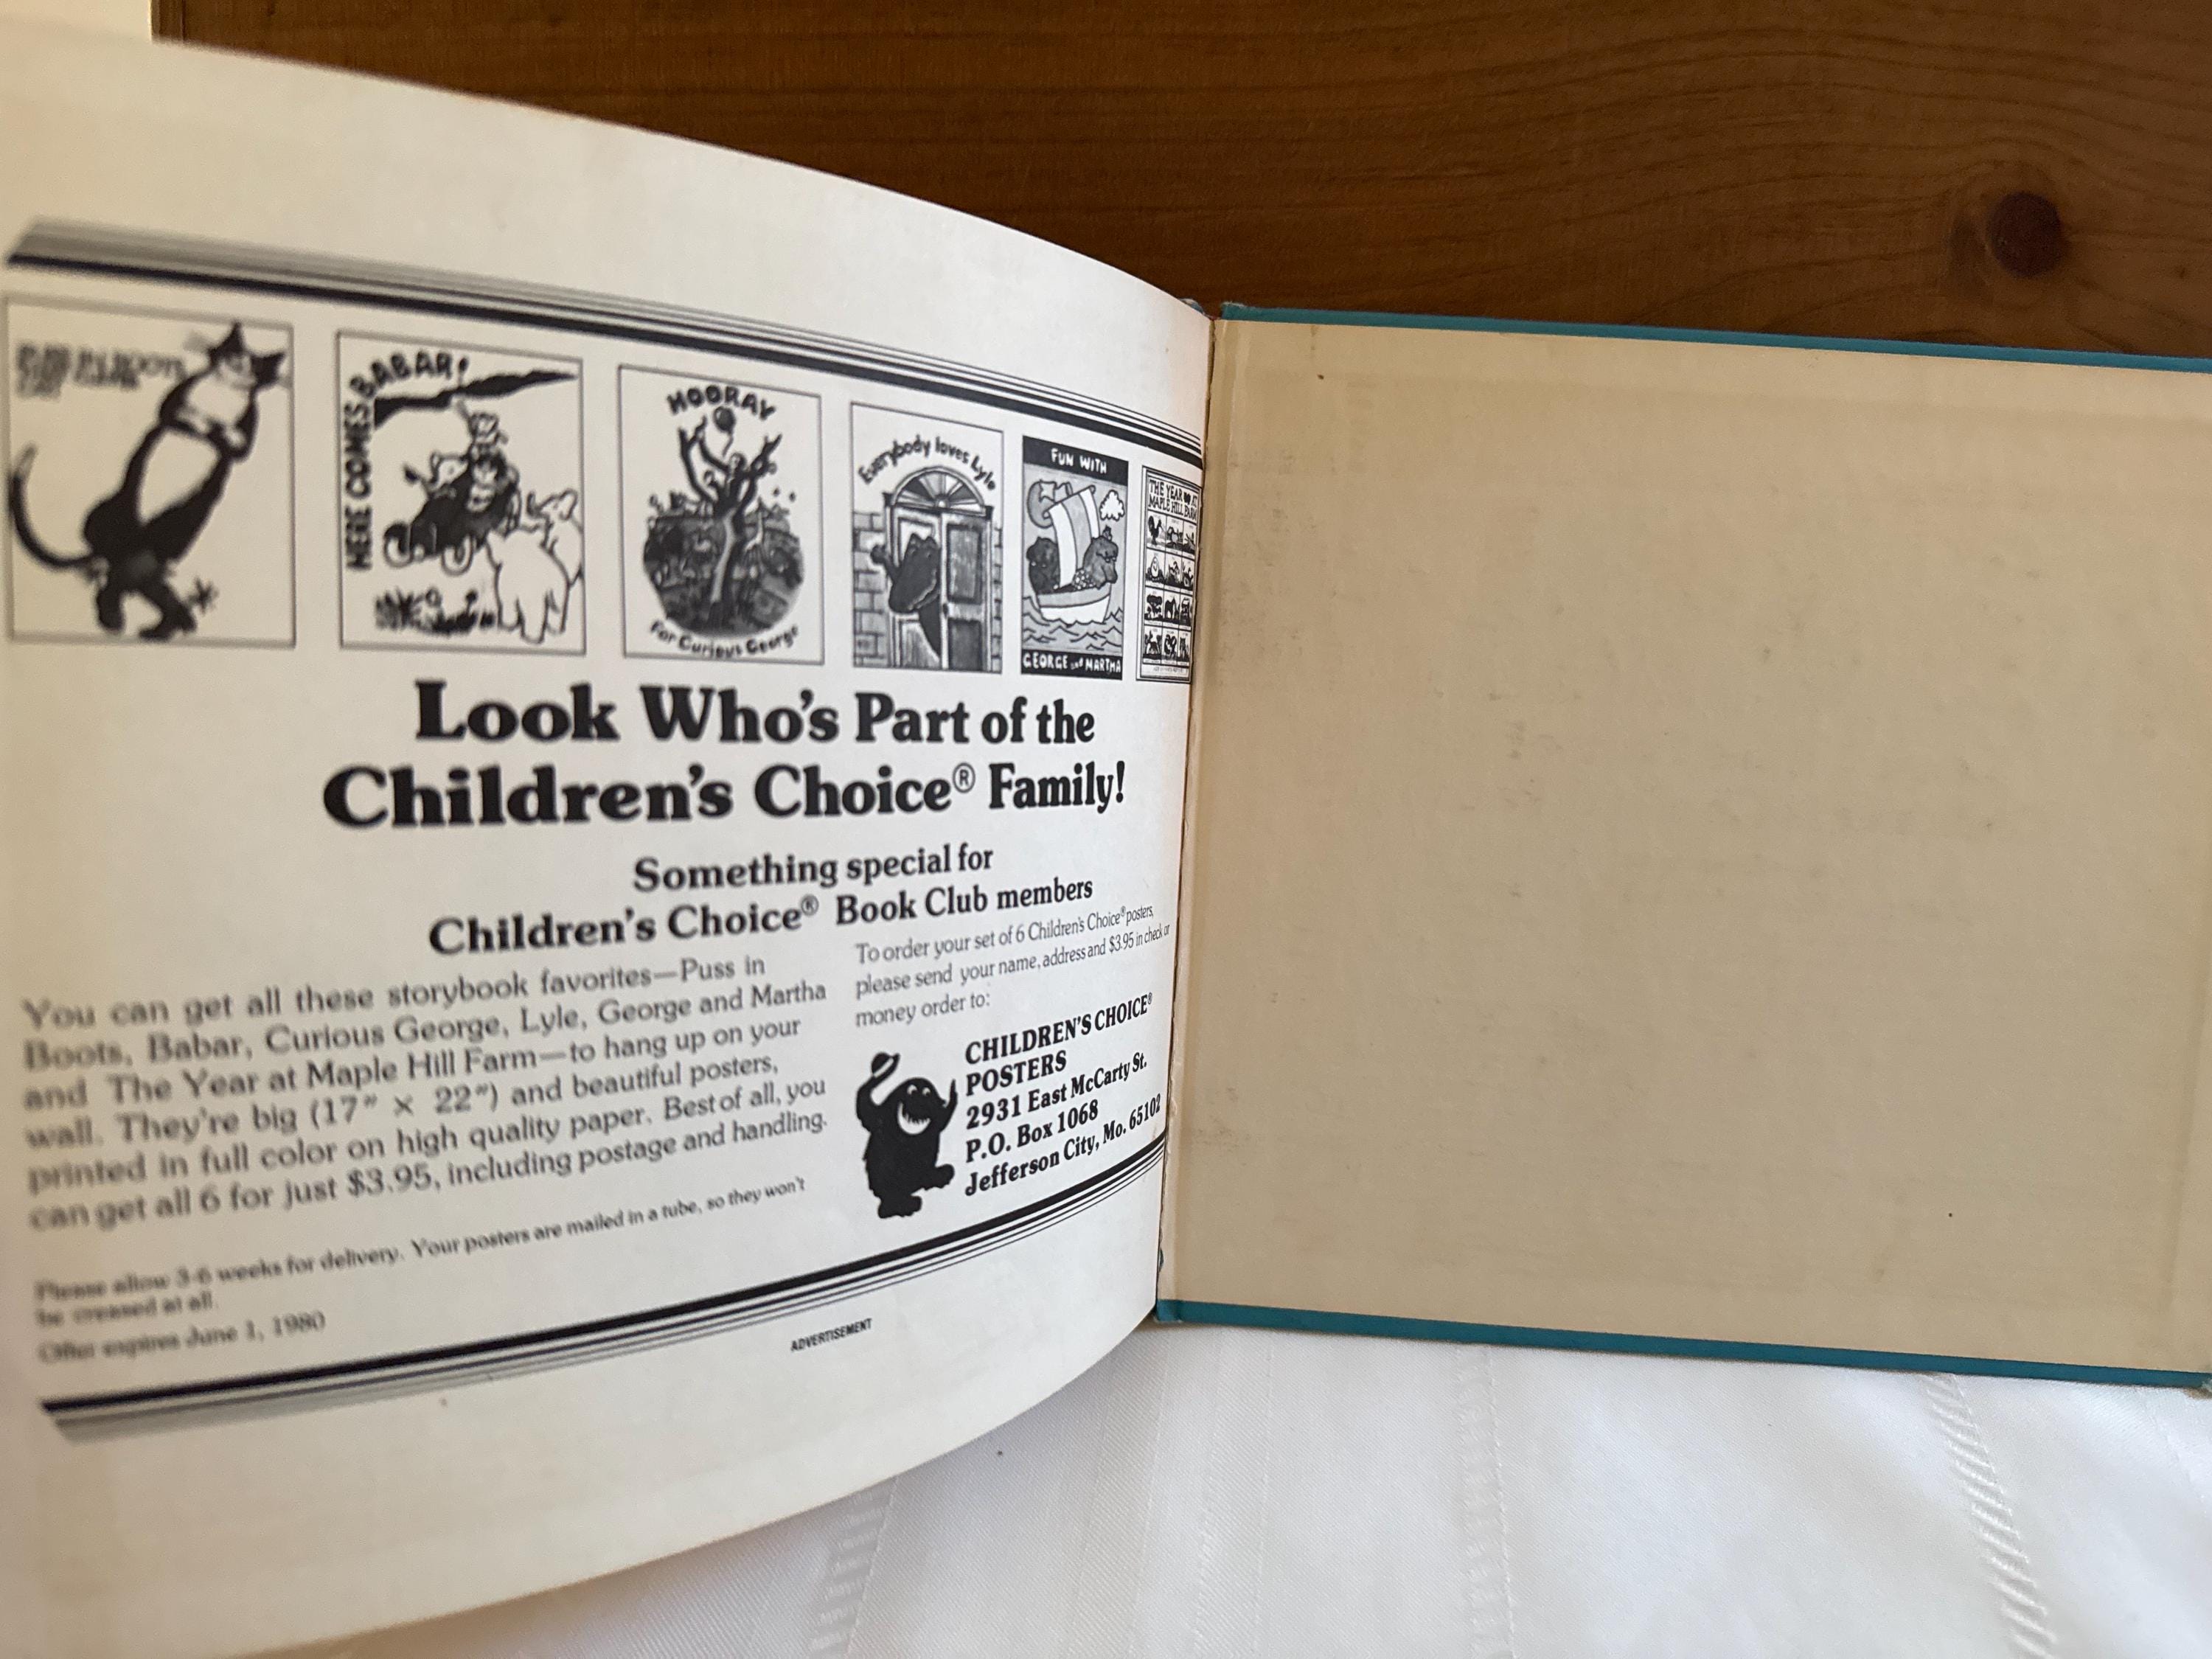 HERE COMES BABAR!
HOORAY
For Curious George
Everybody loves Lyle
FUN WITH
GEORGE and MARTHA
THE YEAR AT
MAPLE HILL FARM
Look Who's Part of the
Children's Choice® Family!
Something special for
Children's Choice® Book Club members
You can get all these storybook favorites—Puss in
Boots, Babar, Curious George, Lyle, George and Martha
and The Year at Maple Hill Farm—to hang up on your
wall. They're big (17" × 22") and beautiful posters,
printed in full color on high quality paper. Best of all, you
can get all 6 for just $3.95, including postage and handling.
Please allow 3-6 weeks for delivery. Your posters are mailed in a tube, so they won't
be creased at all.
Offer expires June 1, 1980
To order your set of 6 Children's Choice® posters,
please send your name, address and $3.95 in check or
money order to:
CHILDREN'S CHOICE®
POSTERS
2931 East McCarty St.
P.O. Box 1068
Jefferson City, Mo. 65102
ADVERTISEMENT